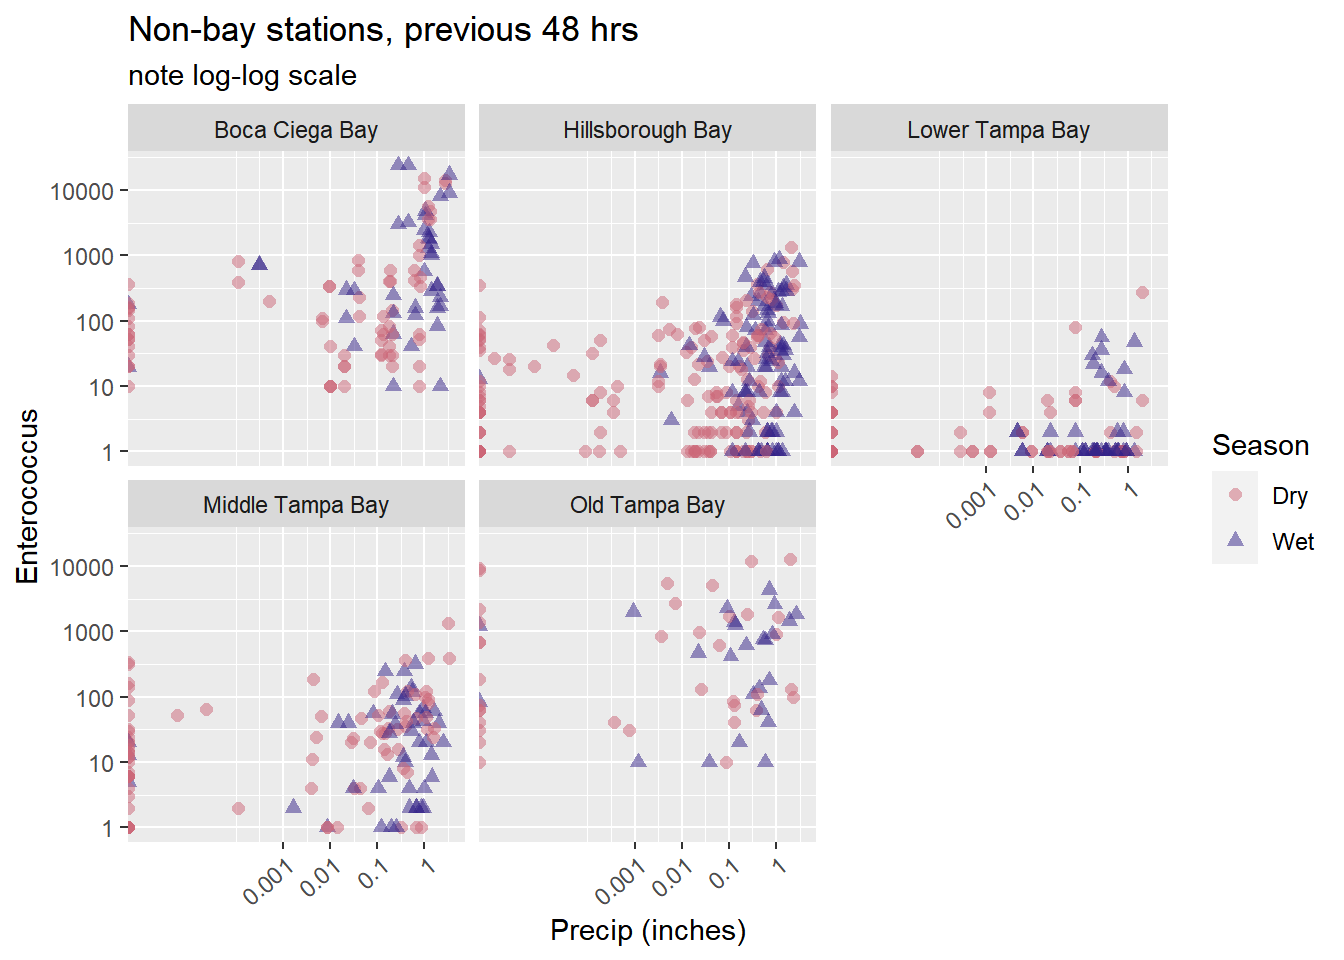 Non-bay stations, previous 48 hrs
note log-log scale
Boca Ciega Bay
Hillsborough Bay
Lower Tampa Bay
10000
1000
100
10
1
0.001
0.01
0.1
1
Middle Tampa Bay
Old Tampa Bay
10000
1000
100
10
1
0.001
0.01
0.1
1
0.001
0.01
0.1
1
Enterococcus
Precip (inches)
Season
Dry
Wet